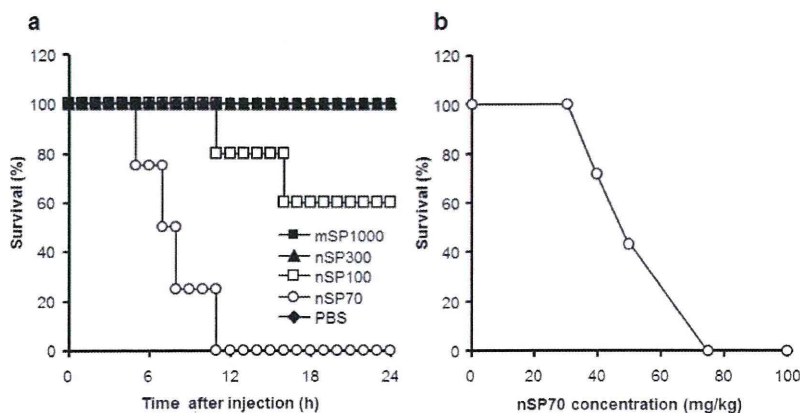 a
120
100
80
60
40
20
0
Survival (%)
mSP1000
nSP300
nSP100
nSP70
PBS
0 6 12 18 24
Time after injection (h)
b
120
100
80
60
40
20
0
Survival (%)
0 20 40 60 80 100
nSP70 concentration (mg/kg)